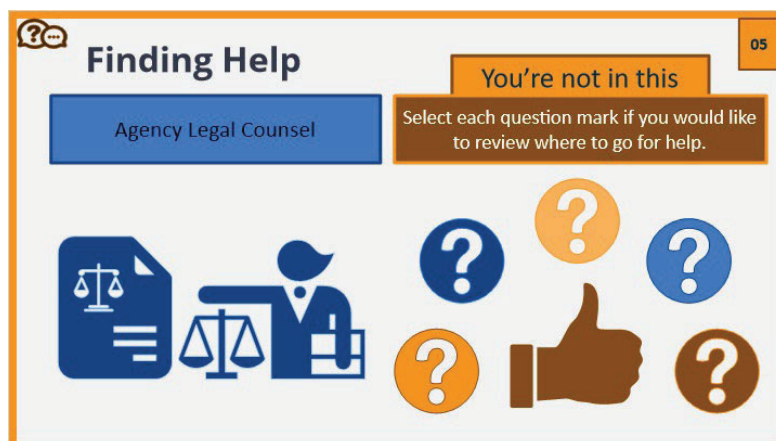 Finding Help
05
Agency Legal Counsel
You're not in this
Select each question mark if you would like
to review where to go for help.